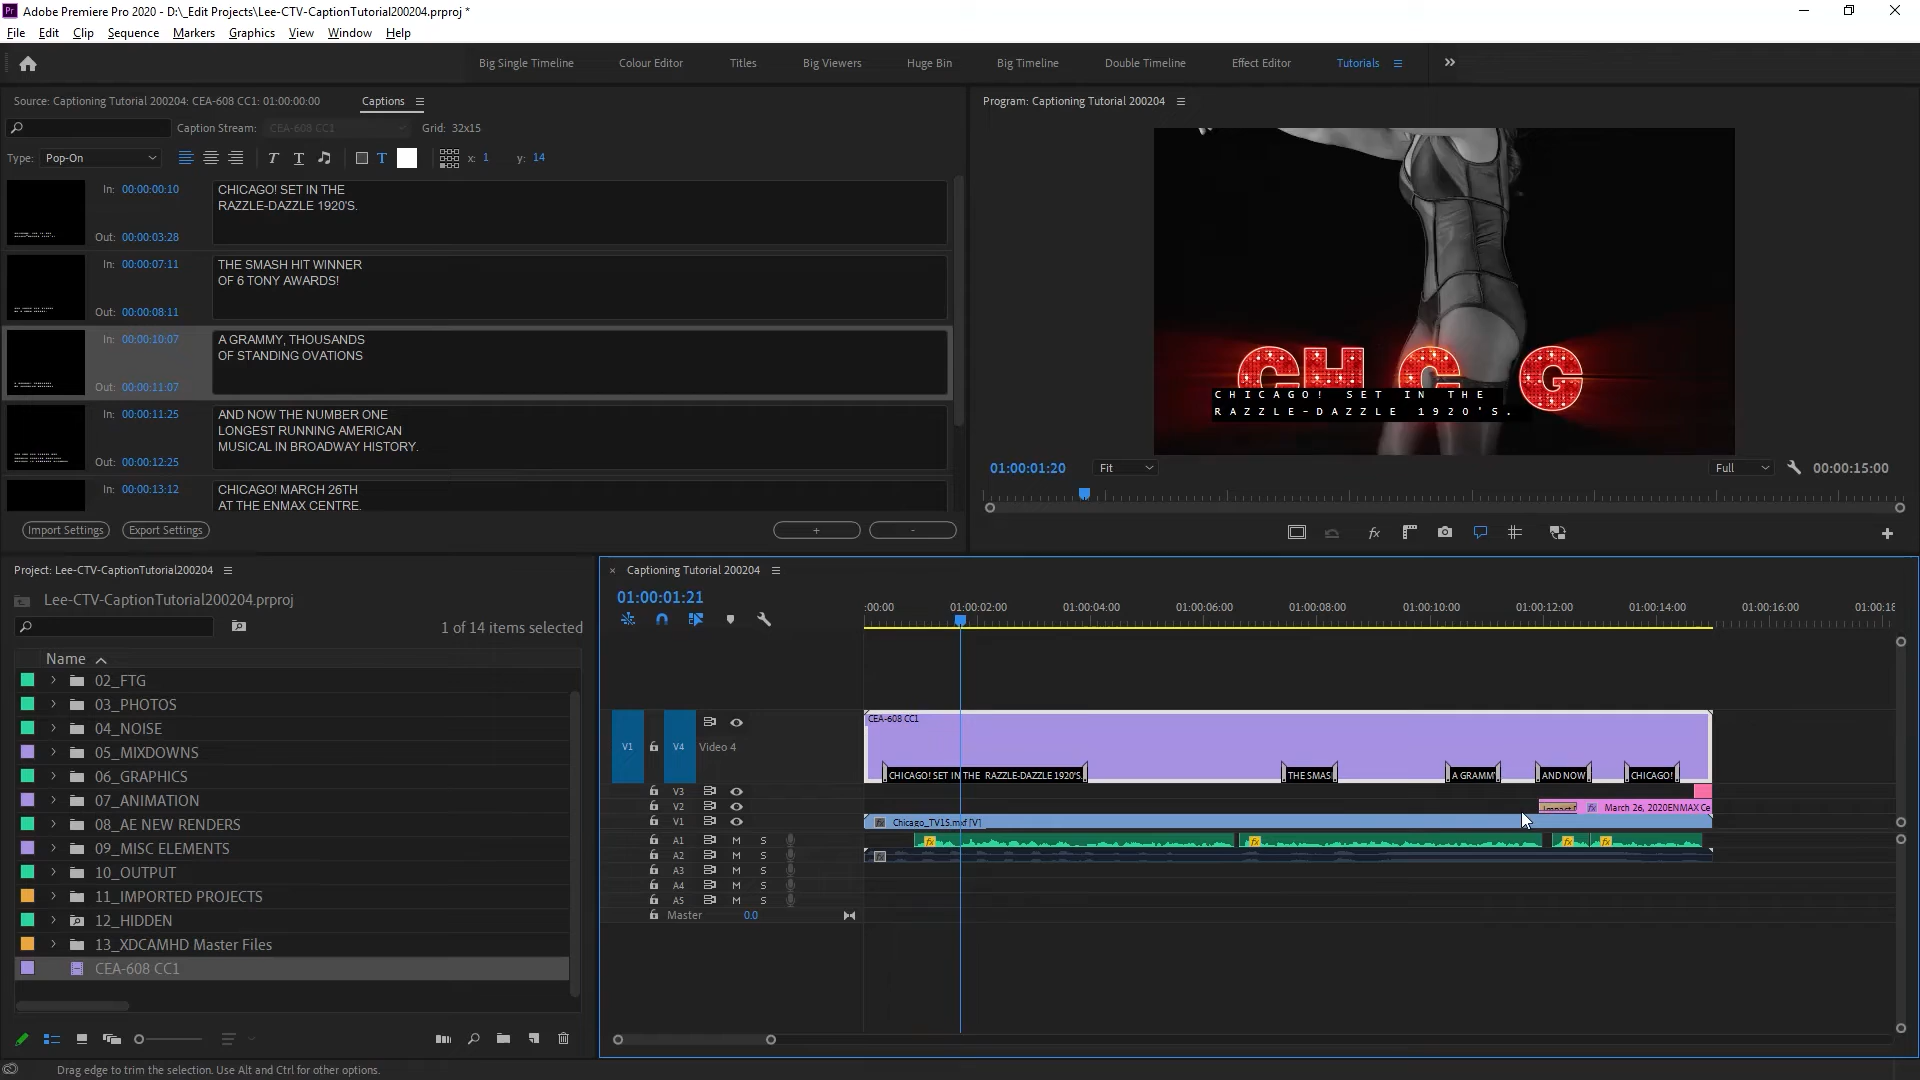 Adobe Premiere Pro 2020 - D:\_Edit Projects\Lee-CTV-CaptionTutorial200204.prproj *
File Edit Clip Sequence Markers Graphics View Window Help
Big Single Timeline Colour Editor Titles Big Viewers Huge Bin Big Timeline Double Timeline Effect Editor Tutorials
Source: Captioning Tutorial 200204: CEA-608 CC1: 01:00:00:00 Captions
Caption Stream: CEA-608 CC1 Grid: 32x15
Type: Pop-On x: 1 y: 14
In: 00:00:00:10
CHICAGO! SET IN THE
RAZZLE-DAZZLE 1920'S.
Out: 00:00:03:28
In: 00:00:07:11
THE SMASH HIT WINNER
OF 6 TONY AWARDS!
Out: 00:00:08:11
In: 00:00:10:07
A GRAMMY, THOUSANDS
OF STANDING OVATIONS
Out: 00:00:11:07
In: 00:00:11:25
AND NOW THE NUMBER ONE
LONGEST RUNNING AMERICAN
MUSICAL IN BROADWAY HISTORY.
Out: 00:00:12:25
In: 00:00:13:12
CHICAGO! MARCH 26TH
AT THE ENMAX CENTRE.
Import Settings Export Settings + -
Program: Captioning Tutorial 200204
CH C G
CHICAGO! SET IN THE
RAZZLE-DAZZLE 1920'S.
01:00:01:20 Fit Full 00:00:15:00
Project: Lee-CTV-CaptionTutorial200204
Lee-CTV-CaptionTutorial200204.prproj
1 of 14 items selected
Name
02_FTG
03_PHOTOS
04_NOISE
05_MIXDOWNS
06_GRAPHICS
07_ANIMATION
08_AE NEW RENDERS
09_MISC ELEMENTS
10_OUTPUT
11_IMPORTED PROJECTS
12_HIDDEN
13_XDCAMHD Master Files
CEA-608 CC1
Captioning Tutorial 200204
01:00:01:21
:00:00 01:00:02:00 01:00:04:00 01:00:06:00 01:00:08:00 01:00:10:00 01:00:12:00 01:00:14:00 01:00:16:00 01:00:18
CEA-608 CC1
V1 V4 Video 4
CHICAGO! SET IN THE RAZZLE-DAZZLE 1920'S. THE SMAS A GRAMMY AND NOW CHICAGO!
V3
V2 fx March 26, 2020ENMAX Ce
V1 Chicago_TV15.mxf [V]
A1 M S fx fx fx fx
A2 M S
A3 M S
A4 M S
A5 M S
Master 0.0
Drag edge to trim the selection. Use Alt and Ctrl for other options.